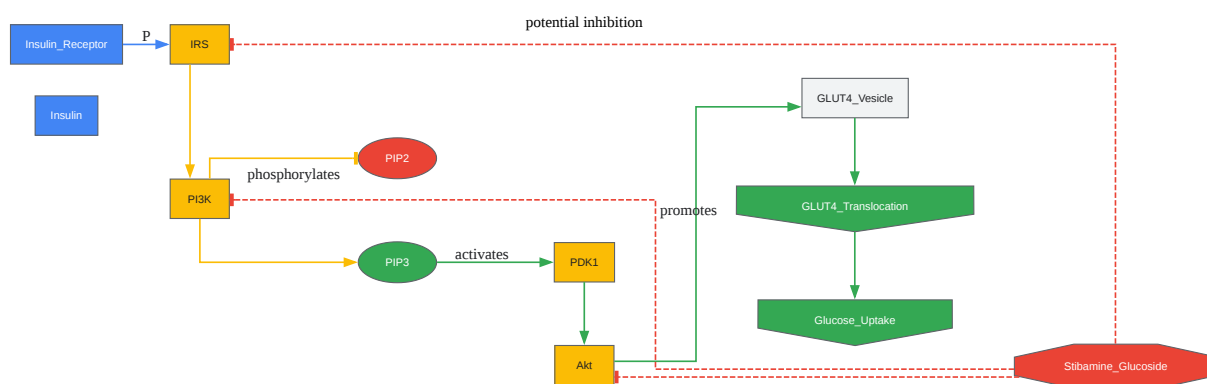 potential inhibition
Insulin_Receptor
P
IRS
GLUT4_Vesicle
Insulin
PIP2
phosphorylates
PI3K
promotes
GLUT4_Translocation
activates
PIP3
PDK1
Glucose_Uptake
Akt
Stibamine_Glucoside